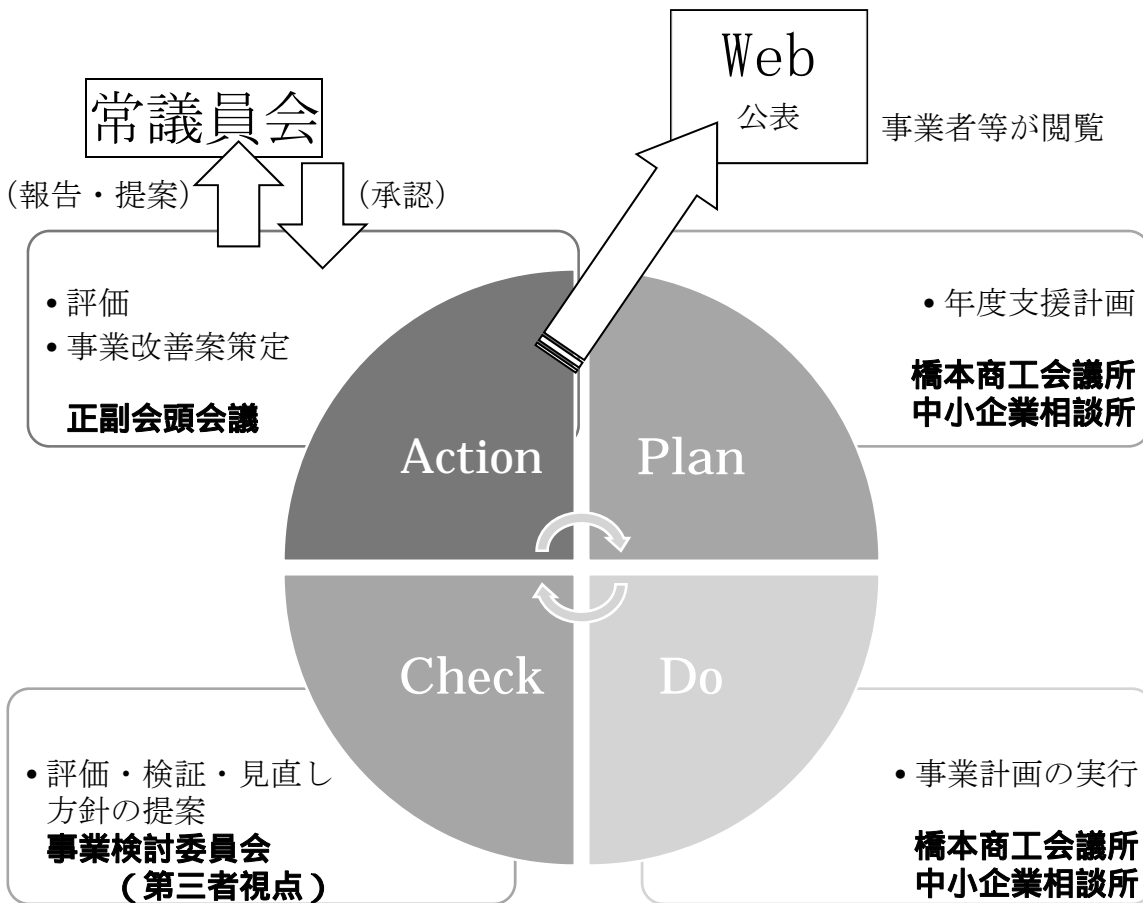 Web
公表
事業者等が閲覧
常議員会
(報告・提案)
(承認)
• 評価
• 事業改善案策定
正副会頭会議
• 年度支援計画
橋本商工会議所
中小企業相談所
Action
Plan
Check
Do
• 評価・検証・見直し
方針の提案
事業検討委員会
(第三者視点)
• 事業計画の実行
橋本商工会議所
中小企業相談所